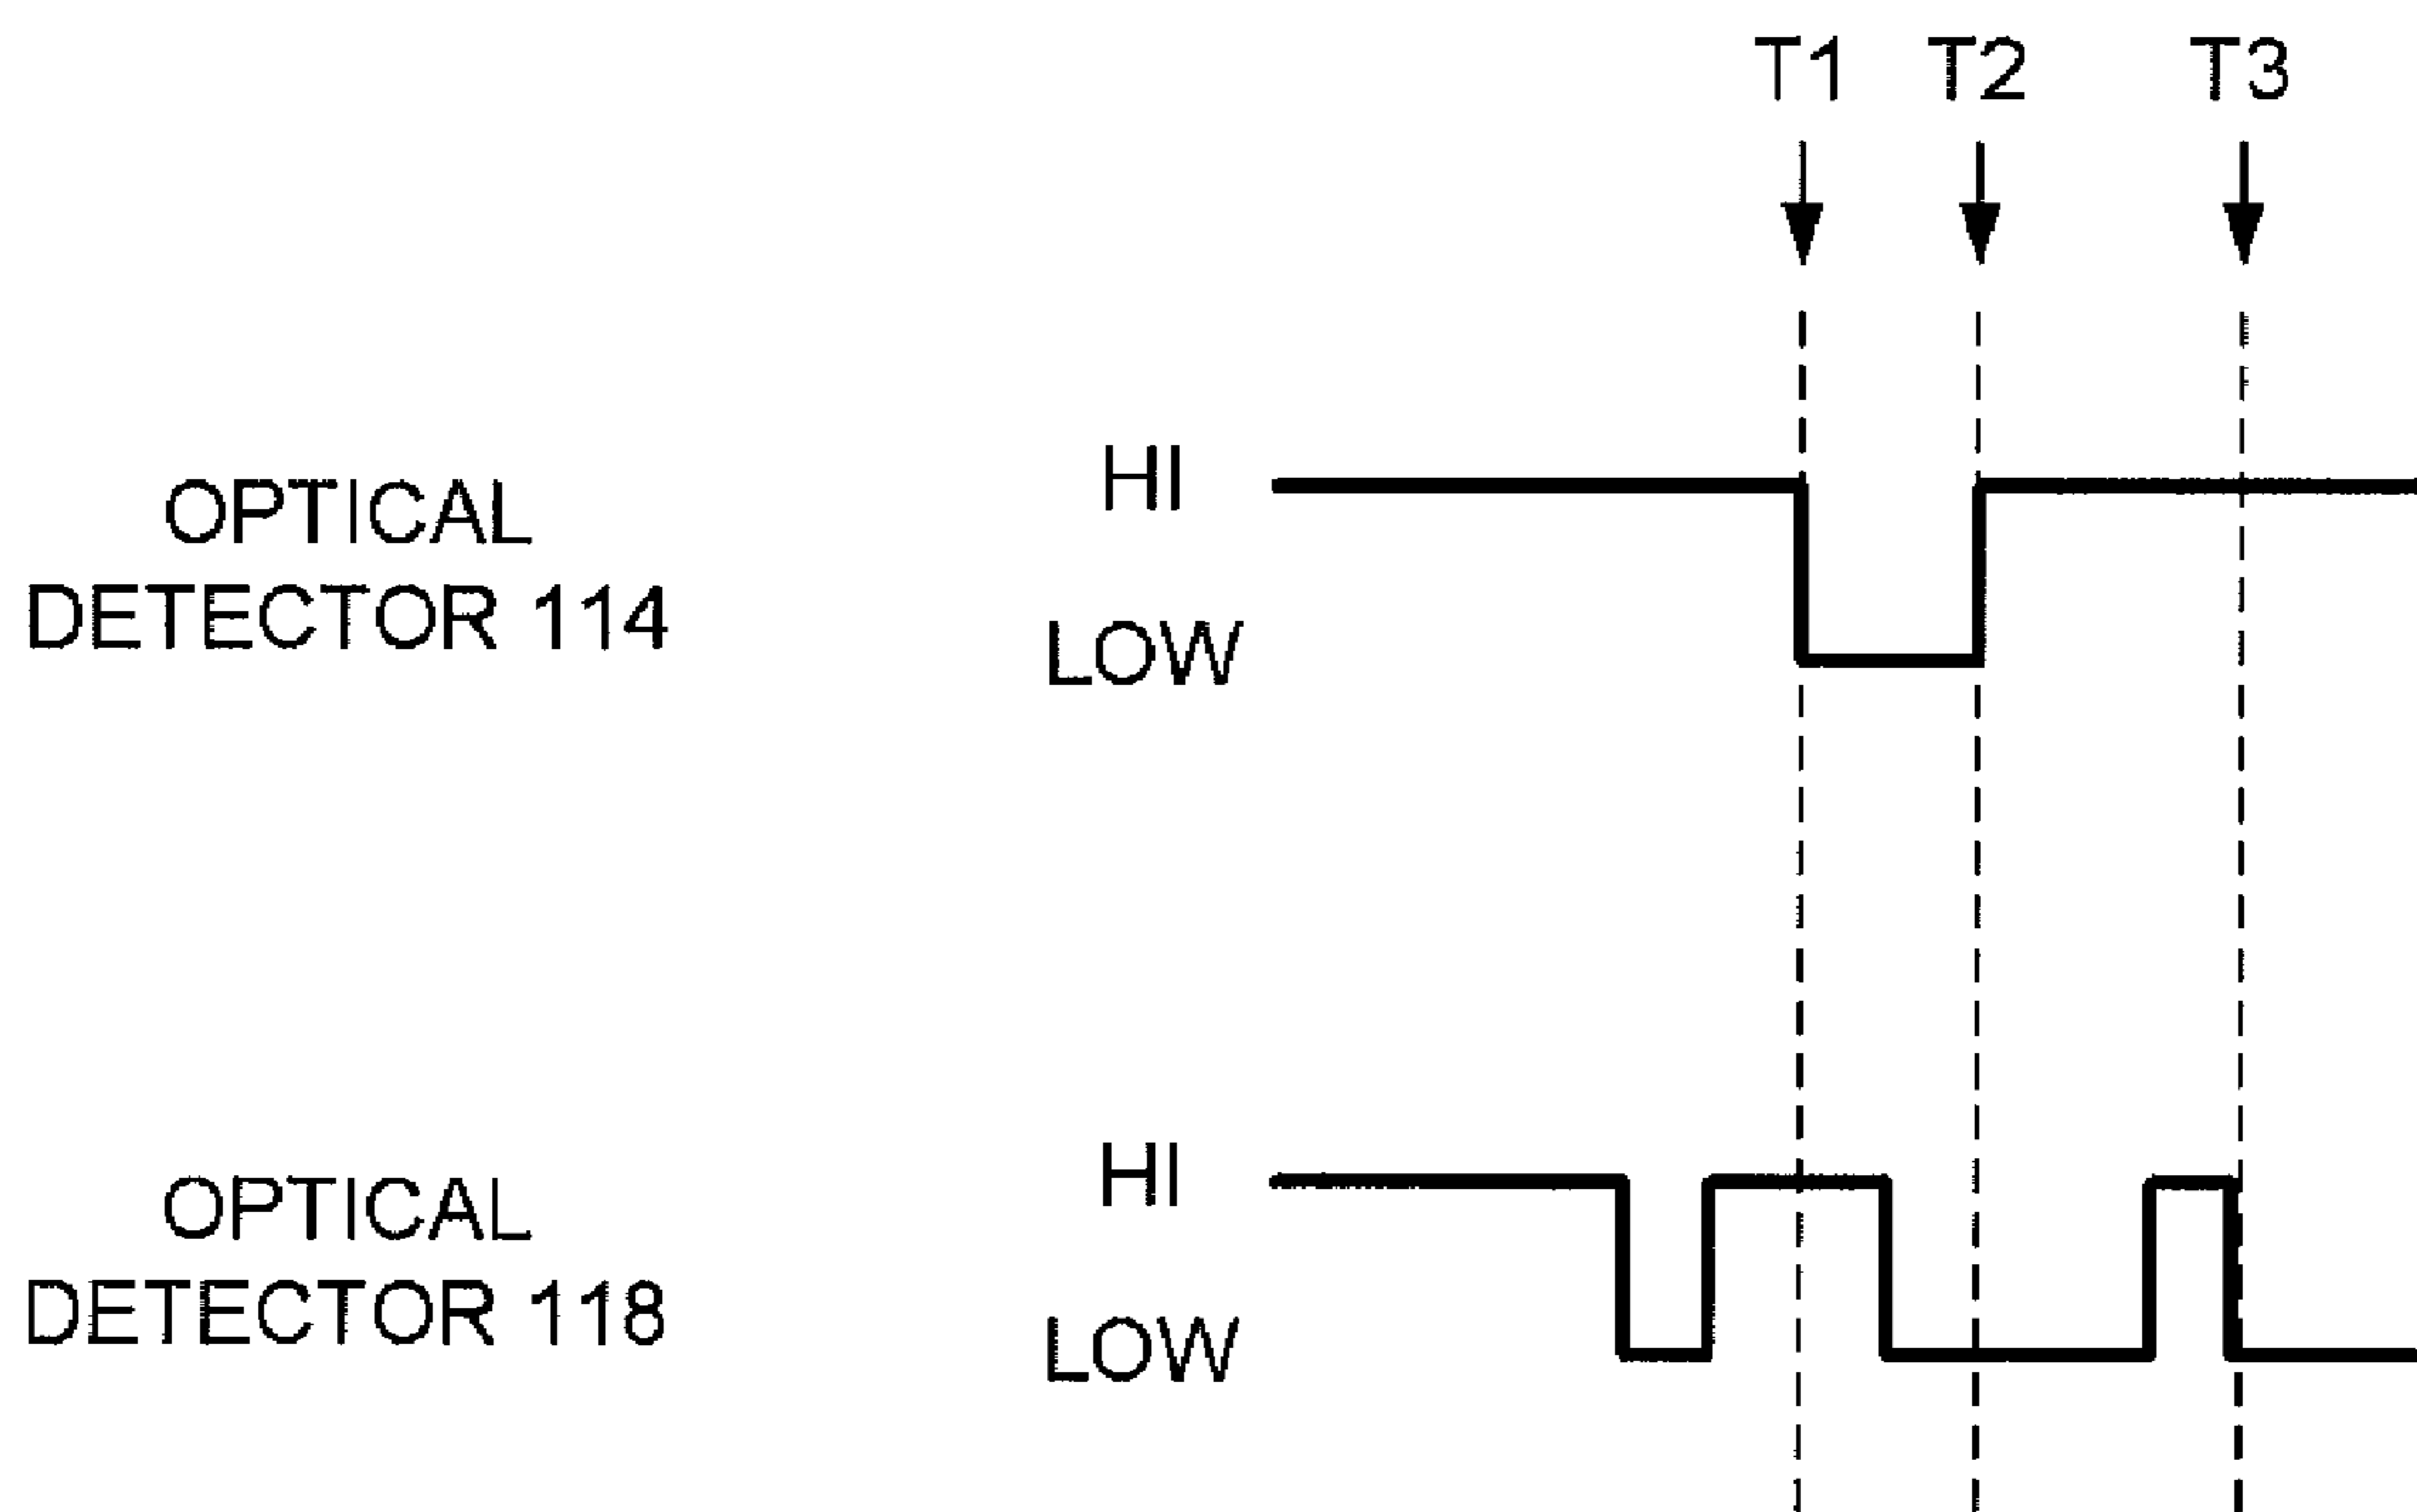 T1 T2 T3
HI
OPTICAL
DETECTOR 114
LOW
HI
OPTICAL
DETECTOR 118
LOW